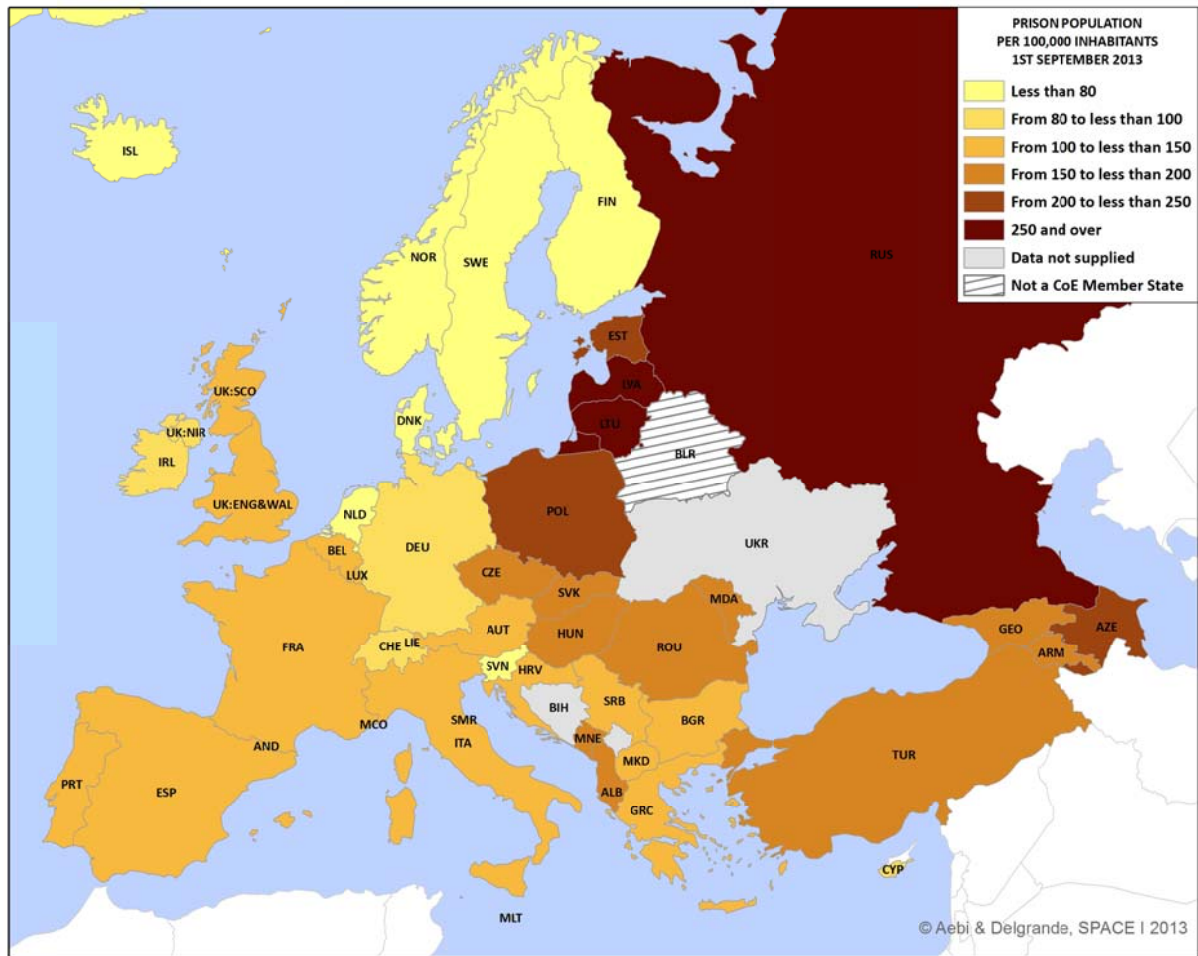 PRISON POPULATION
PER 100,000 INHABITANTS
1ST SEPTEMBER 2013
Less than 80
From 80 to less than 100
From 100 to less than 150
From 150 to less than 200
From 200 to less than 250
250 and over
Data not supplied
Not a CoE Member State
ISL
FIN
NOR
SWE
RUS
EST
LVA
LTU
UK:SCO
DNK
UK:NIR
IRL
BLR
UK:ENG&WAL
NLD
POL
DEU
UKR
BEL
LUX
CZE
SVK
MDA
FRA
CHE
LIE
AUT
HUN
ROU
GEO
AZE
ARM
SVN
HRV
BIH
SRB
MCO
SMR
ITA
MNE
BGR
AND
MKD
TUR
PRT
ESP
ALB
GRC
CYP
MLT
© Aebi & Delgrande, SPACE I 2013